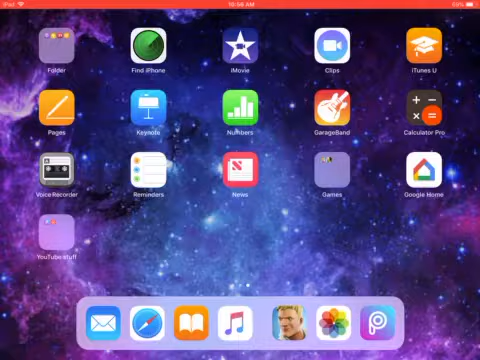 iPad 10:56 AM 69%
Folder Find iPhone iMovie Clips iTunes U
Pages Keynote Numbers GarageBand Calculator Pro
Voice Recorder Reminders News Games Google Home
YouTube stuff